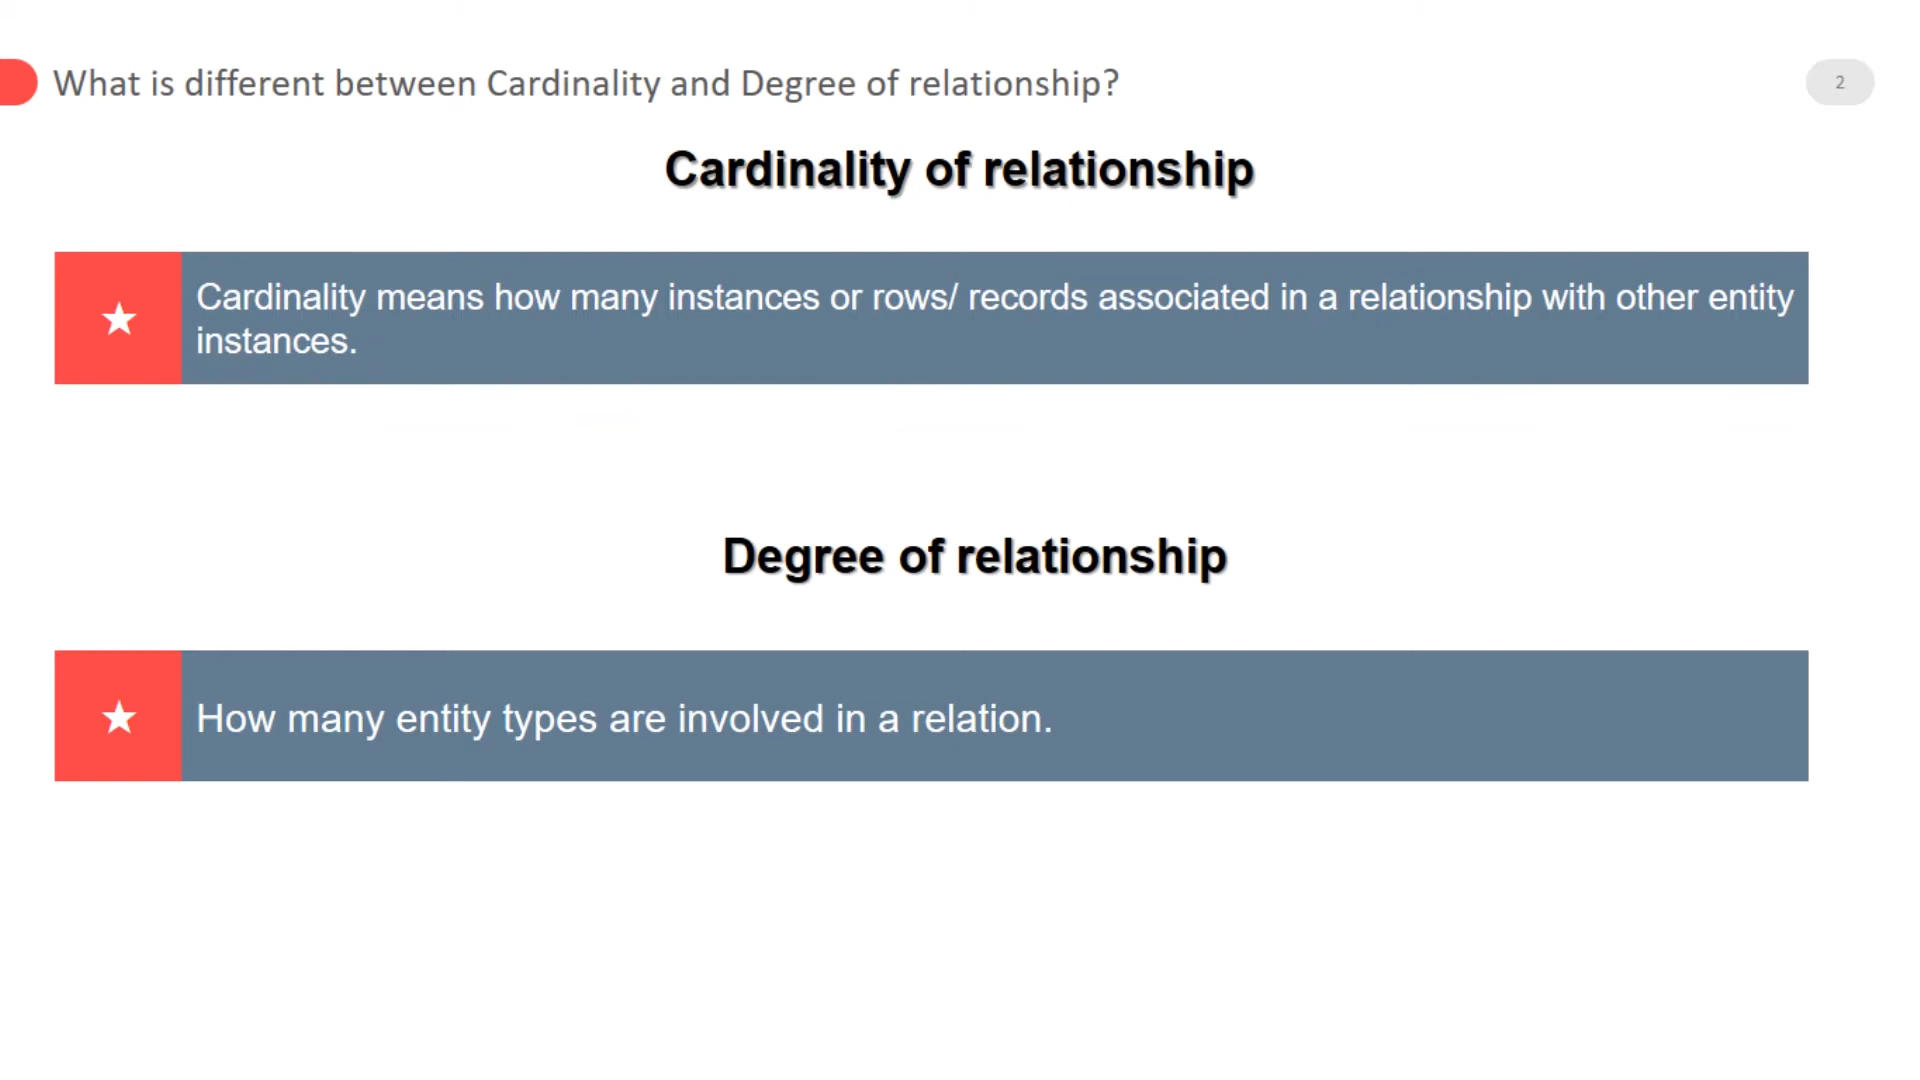 What is different between Cardinality and Degree of relationship?
2
Cardinality of relationship
Cardinality means how many instances or rows/ records associated in a relationship with other entity
instances.
Degree of relationship
How many entity types are involved in a relation.